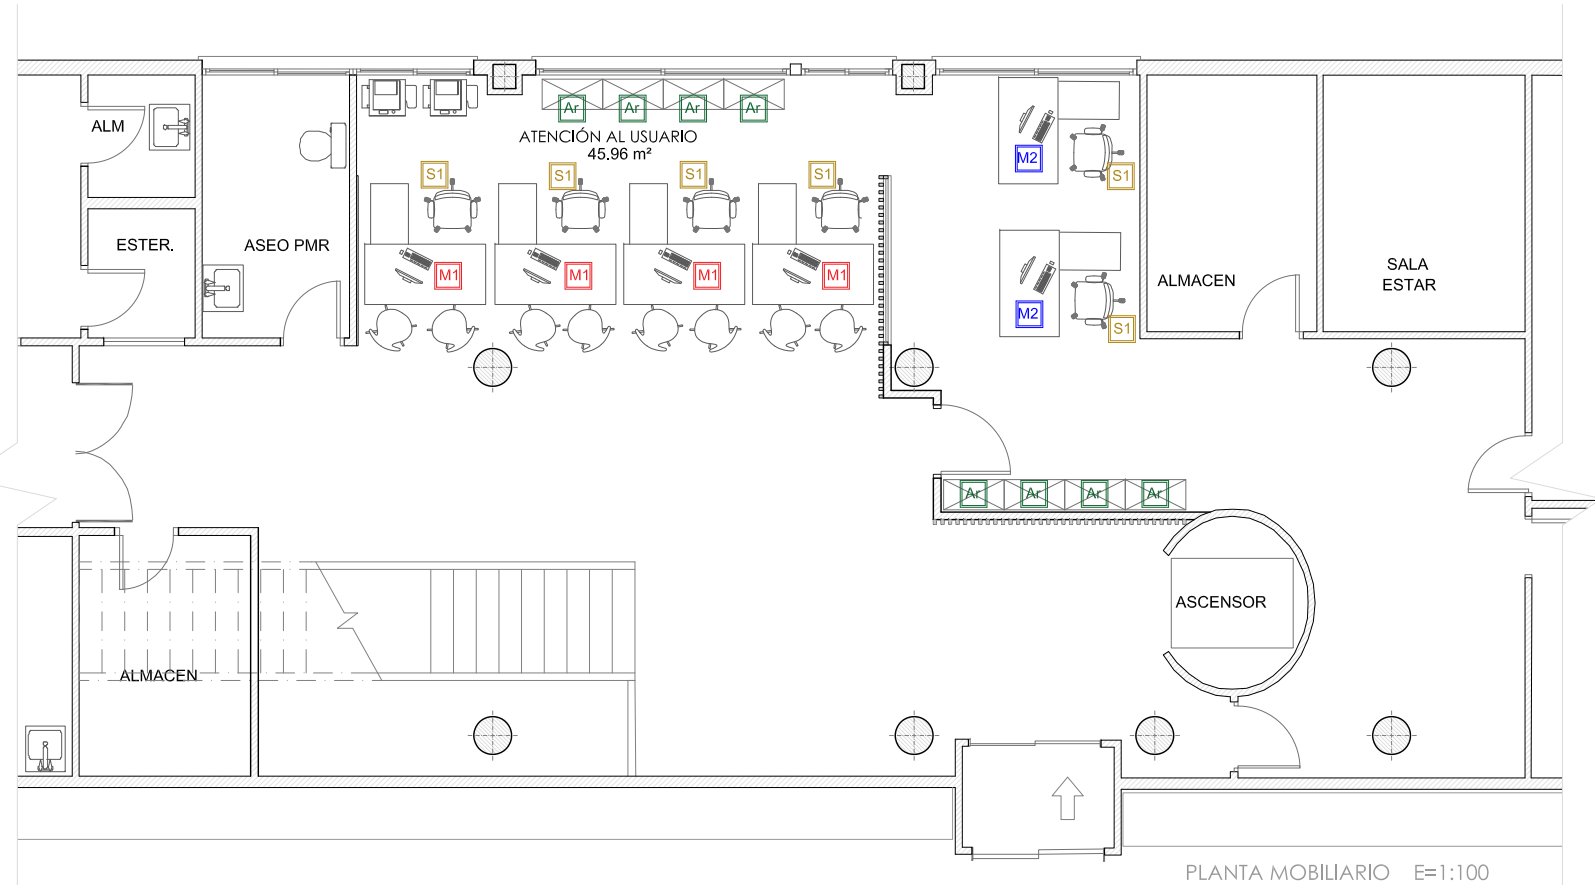 Ar Ar Ar Ar
ALM
ATENCIÓN AL USUARIO
45.96 m²
M2
S1 S1 S1 S1 S1
ESTER.
ASEO PMR
M1 M1 M1 M1
ALMACEN
SALA
ESTAR
M2
S1
Ar Ar Ar Ar
ASCENSOR
ALMACEN
PLANTA MOBILIARIO E=1:100